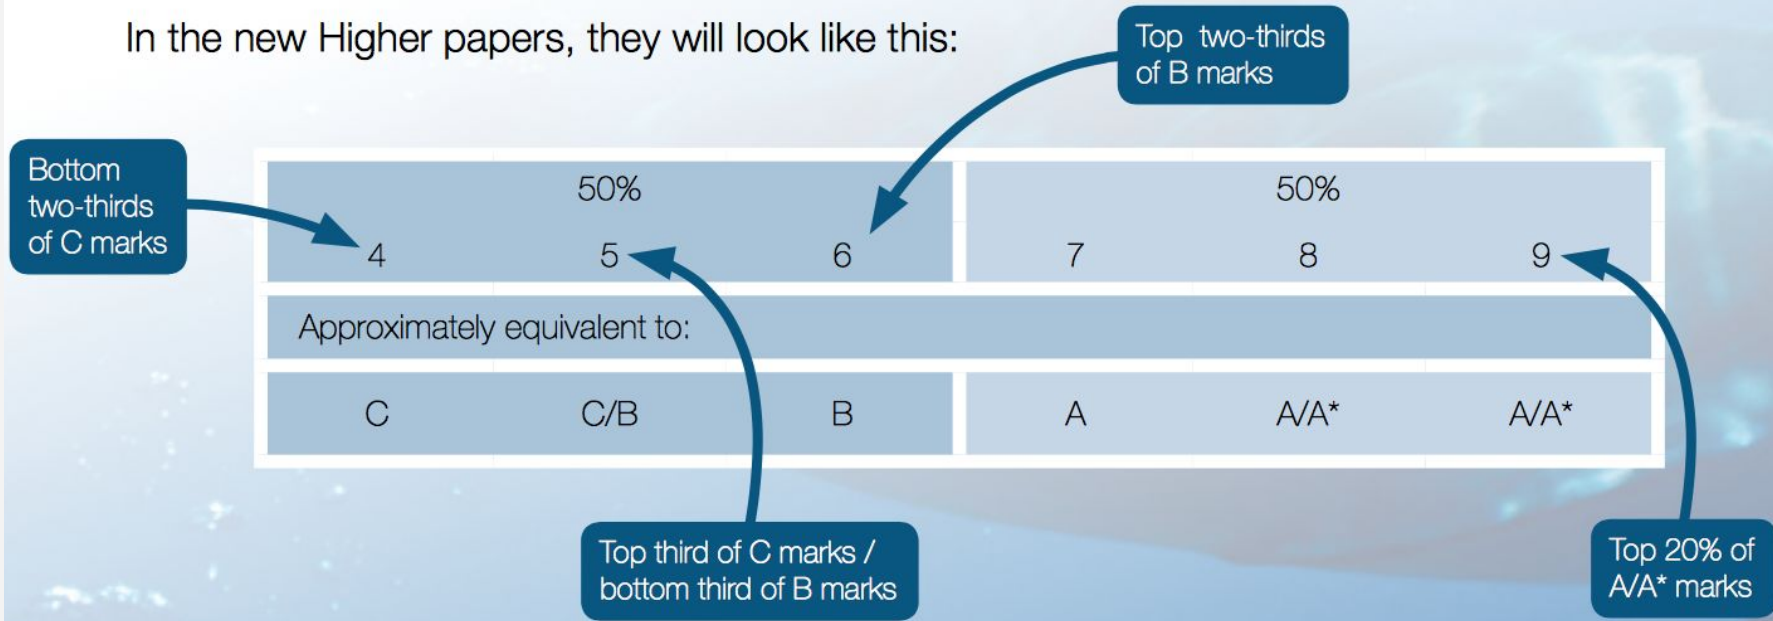 In the new Higher papers, they will look like this:
Top two-thirds
of B marks
Bottom
two-thirds
of C marks
50% 50%
4 5 6 7 8 9
Approximately equivalent to:
C C/B B A A/A* A/A*
Top third of C marks /
bottom third of B marks
Top 20% of
A/A* marks